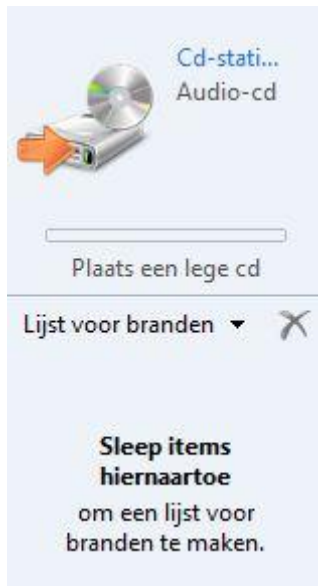 Cd-stati...
Audio-cd
Plaats een lege cd
Lijst voor branden
Sleep items
hiernaartoe
om een lijst voor
branden te maken.